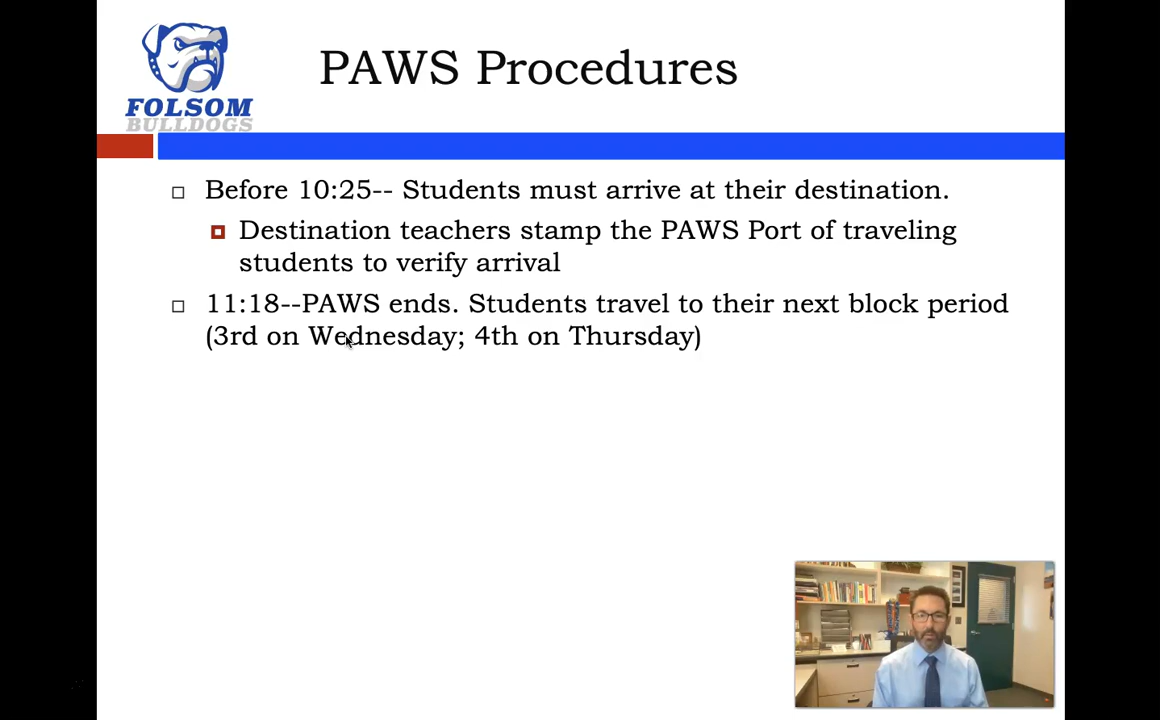 FOLSOM
BULLDOGS
PAWS Procedures
Before 10:25-- Students must arrive at their destination.
Destination teachers stamp the PAWS Port of traveling
students to verify arrival
11:18--PAWS ends. Students travel to their next block period
(3rd on Wednesday; 4th on Thursday)